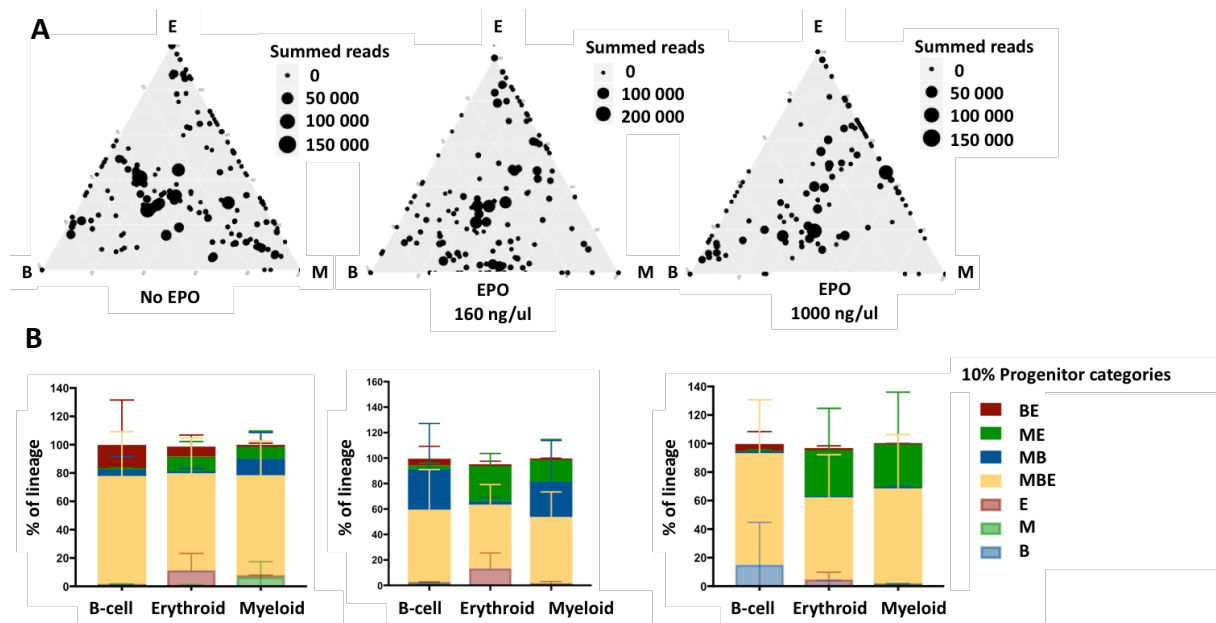 A
E
Summed reads
0
50 000
100 000
150 000
B
M
No EPO
E
Summed reads
0
100 000
200 000
B
M
EPO
160 ng/ul
E
Summed reads
0
50 000
100 000
150 000
B
M
EPO
1000 ng/ul
B
% of lineage
140
120
100
80
60
40
20
0
B-cell Erythroid Myeloid
% of lineage
160
140
120
100
80
60
40
20
0
B-cell Erythroid Myeloid
% of lineage
140
120
100
80
60
40
20
0
B-cell Erythroid Myeloid
10% Progenitor categories
BE
ME
MB
MBE
E
M
B